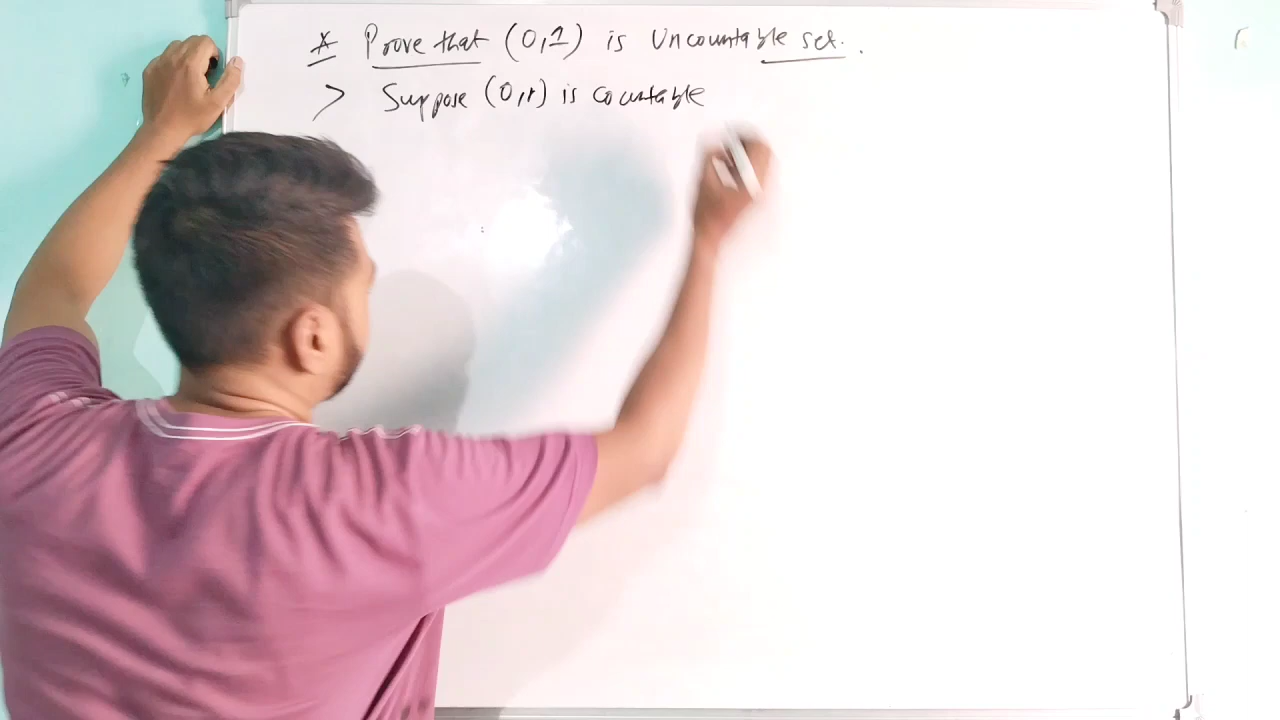 * Prove that (0,1) is Uncountable set.
> Suppose (0,1) is countable